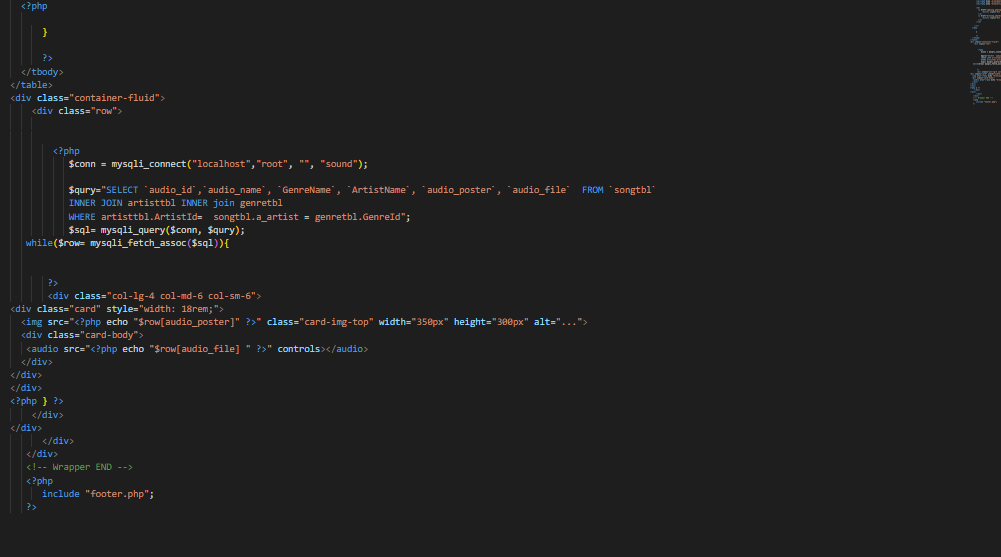 <?php
}
?>
</tbody>
</table>
<div class="container-fluid">
<div class="row">
<?php
$conn = mysqli_connect("localhost","root", "", "sound");
$qury="SELECT `audio_id`,`audio_name`, `GenreName`, `ArtistName`, `audio_poster`, `audio_file`  FROM `songtbl`
INNER JOIN artisttbl INNER join genretbl
WHERE artisttbl.ArtistId=  songtbl.a_artist = genretbl.GenreId";
$sql= mysqli_query($conn, $qury);
while($row= mysqli_fetch_assoc($sql)){
?>
<div class="col-lg-4 col-md-6 col-sm-6">
<div class="card" style="width: 18rem;">
<img src="<?php echo "$row[audio_poster]" ?>" class="card-img-top" width="350px" height="300px" alt="...">
<div class="card-body">
<audio src="<?php echo "$row[audio_file] " ?>" controls></audio>
</div>
</div>
</div>
<?php } ?>
</div>
</div>
</div>
</div>
<!-- Wrapper END -->
<?php
include "footer.php";
?>